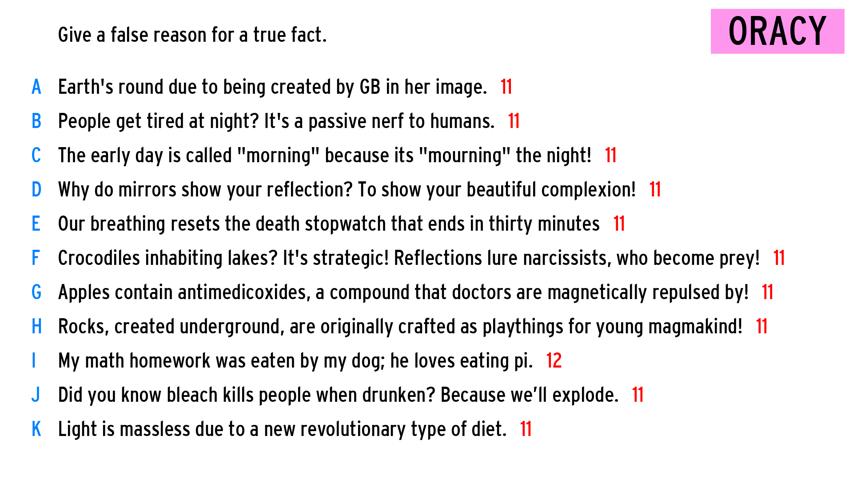 Give a false reason for a true fact.
ORACY
A Earth's round due to being created by GB in her image. 11
B People get tired at night? It's a passive nerf to humans. 11
C The early day is called "morning" because its "mourning" the night! 11
D Why do mirrors show your reflection? To show your beautiful complexion! 11
E Our breathing resets the death stopwatch that ends in thirty minutes 11
F Crocodiles inhabiting lakes? It's strategic! Reflections lure narcissists, who become prey! 11
G Apples contain antimedicoxides, a compound that doctors are magnetically repulsed by! 11
H Rocks, created underground, are originally crafted as playthings for young magmakind! 11
I My math homework was eaten by my dog; he loves eating pi. 12
J Did you know bleach kills people when drunken? Because we’ll explode. 11
K Light is massless due to a new revolutionary type of diet. 11